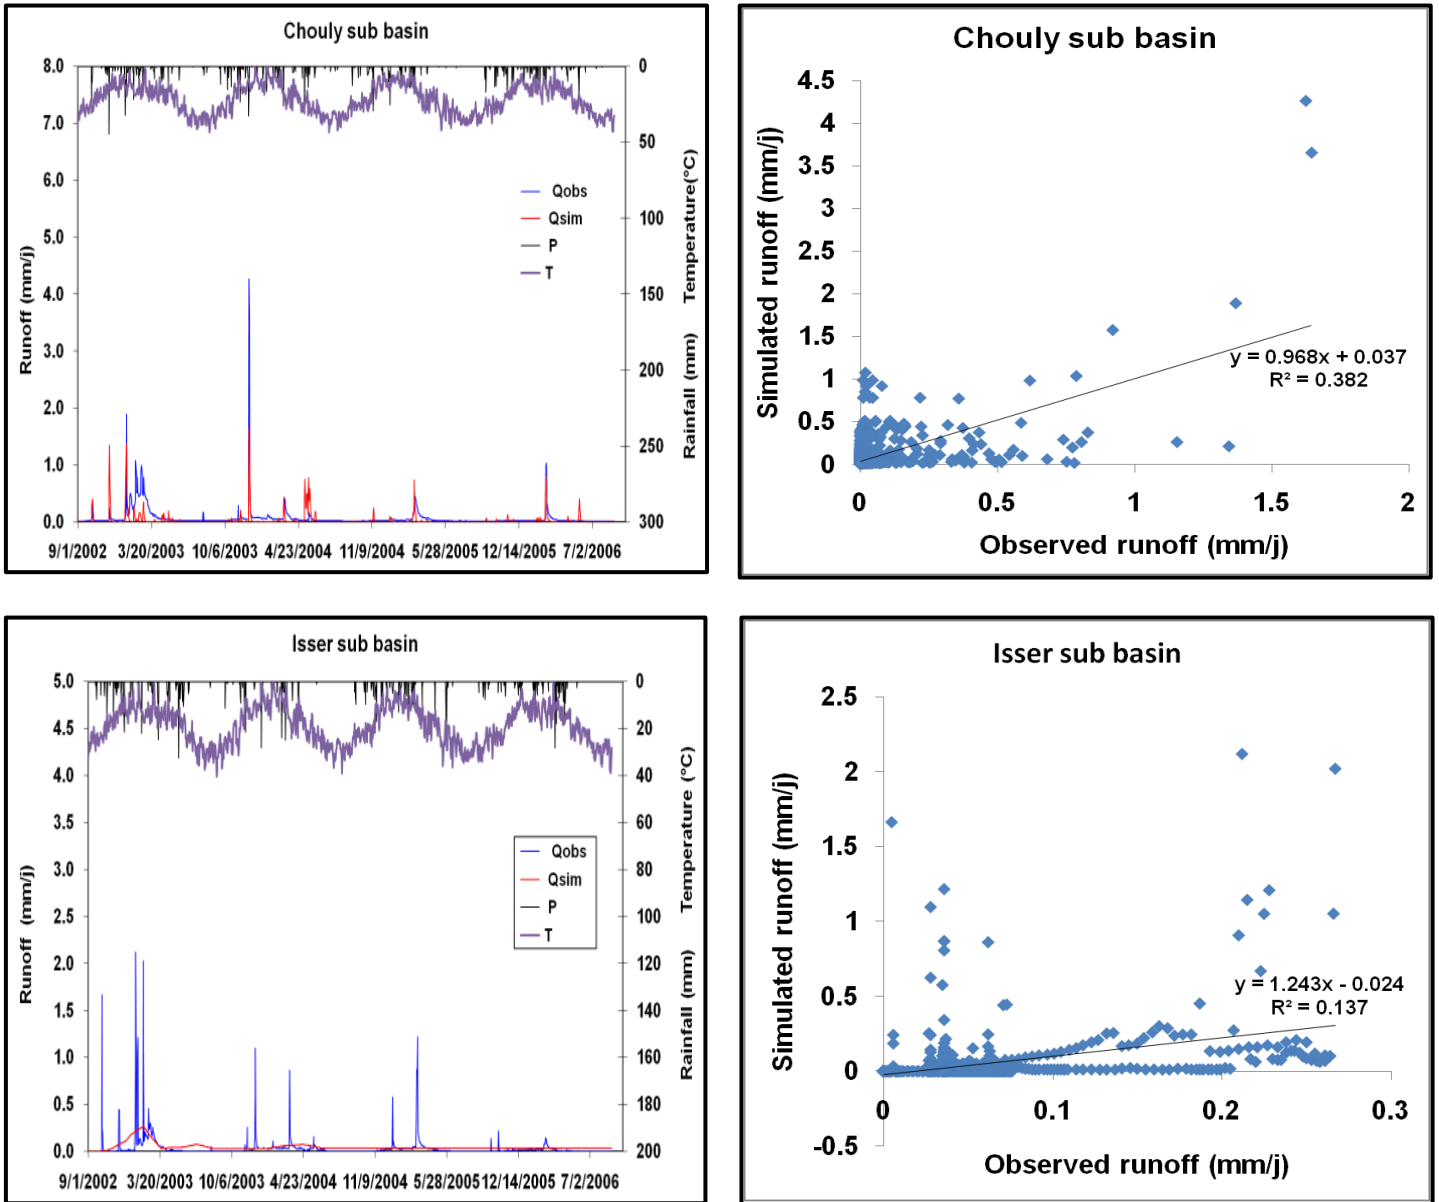 Chouly sub basin
8.0
7.0
6.0
5.0
4.0
3.0
2.0
1.0
0.0
Runoff (mm/j)
0
50
100
150
200
250
300
Rainfall (mm) Temperature(°C)
Qobs
Qsim
P
T
9/1/2002 3/20/2003 10/6/2003 4/23/2004 11/9/2004 5/28/2005 12/14/2005 7/2/2006
Chouly sub basin
4.5
4
3.5
3
2.5
2
1.5
1
0.5
0
Simulated runoff (mm/j)
y = 0.968x + 0.037
R² = 0.382
0 0.5 1 1.5 2
Observed runoff (mm/j)
Isser sub basin
5.0
4.5
4.0
3.5
3.0
2.5
2.0
1.5
1.0
0.5
0.0
Runoff (mm/j)
0
20
40
60
80
100
120
140
160
180
200
Rainfall (mm) Temperature (°C)
Qobs
Qsim
P
T
9/1/2002 3/20/2003 10/6/2003 4/23/2004 11/9/2004 5/28/2005 12/14/2005 7/2/2006
Isser sub basin
2.5
2
1.5
1
0.5
0
-0.5
Simulated runoff (mm/j)
y = 1.243x - 0.024
R² = 0.137
0 0.1 0.2 0.3
Observed runoff (mm/j)